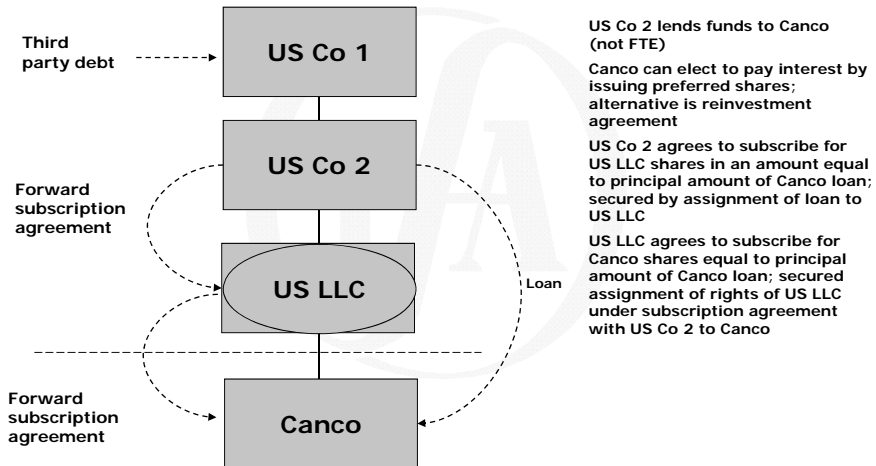 Third
party debt
US Co 1
US Co 2
Forward
subscription
agreement
US LLC
Loan
Forward
subscription
agreement
Canco
US Co 2 lends funds to Canco
(not FTE)
Canco can elect to pay interest by
issuing preferred shares;
alternative is reinvestment
agreement
US Co 2 agrees to subscribe for
US LLC shares in an amount equal
to principal amount of Canco loan;
secured by assignment of loan to
US LLC
US LLC agrees to subscribe for
Canco shares equal to principal
amount of Canco loan; secured
assignment of rights of US LLC
under subscription agreement
with US Co 2 to Canco